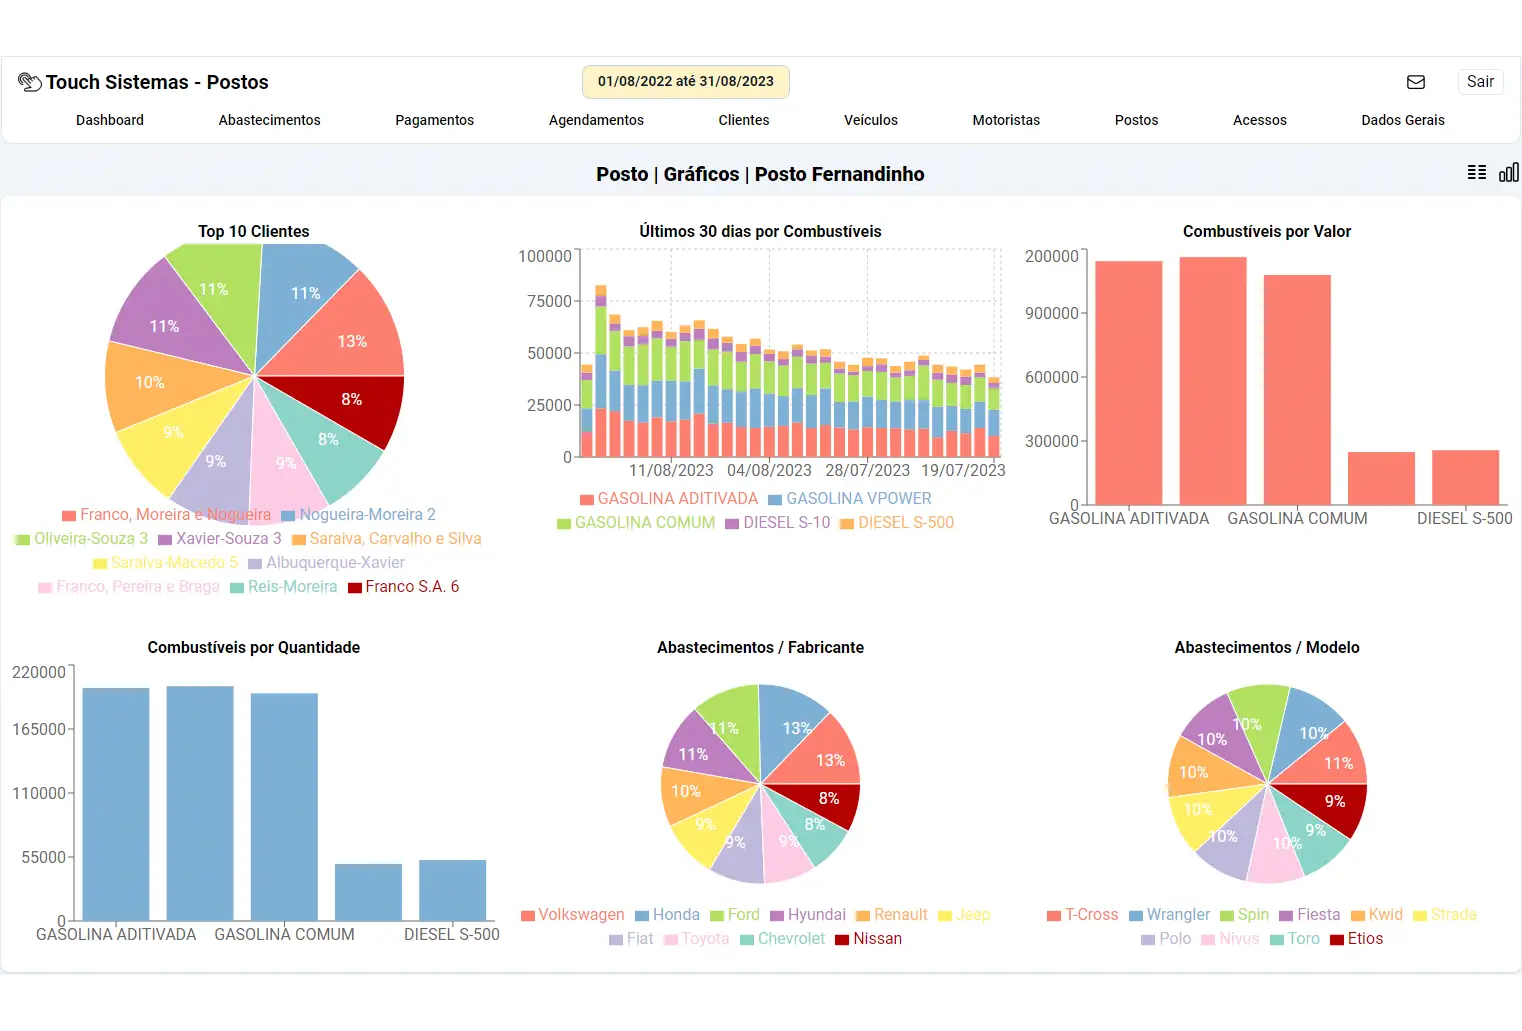 Touch Sistemas - Postos
01/08/2022 até 31/08/2023
Sair
Dashboard Abastecimentos Pagamentos Agendamentos Clientes Veículos Motoristas Postos Acessos Dados Gerais
Posto | Gráficos | Posto Fernandinho
Top 10 Clientes
11% 11%
13%
11%
10%
8%
9%
8%
9% 9%
Franco, Moreira e Nogueira Nogueira-Moreira 2
Oliveira-Souza 3 Xavier-Souza 3 Saraiva, Carvalho e Silva
Saraiva-Macedo 5 Albuquerque-Xavier
Franco, Pereira e Braga Reis-Moreira Franco S.A. 6
Últimos 30 dias por Combustíveis
100000
75000
50000
25000
0
11/08/2023 04/08/2023 28/07/2023 19/07/2023
GASOLINA ADITIVADA GASOLINA VPOWER
GASOLINA COMUM DIESEL S-10 DIESEL S-500
Combustíveis por Valor
200000
900000
600000
300000
0
GASOLINA ADITIVADA GASOLINA COMUM DIESEL S-500
Combustíveis por Quantidade
220000
165000
110000
55000
0
GASOLINA ADITIVADA GASOLINA COMUM DIESEL S-500
Abastecimentos / Fabricante
11% 13%
11% 13%
10% 8%
9% 8%
9% 9%
Volkswagen Honda Ford Hyundai Renault Jeep
Fiat Toyota Chevrolet Nissan
Abastecimentos / Modelo
10% 10%
10% 11%
10% 9%
10% 9%
10% 10%
T-Cross Wrangler Spin Fiesta Kwid Strada
Polo Nivus Toro Etios